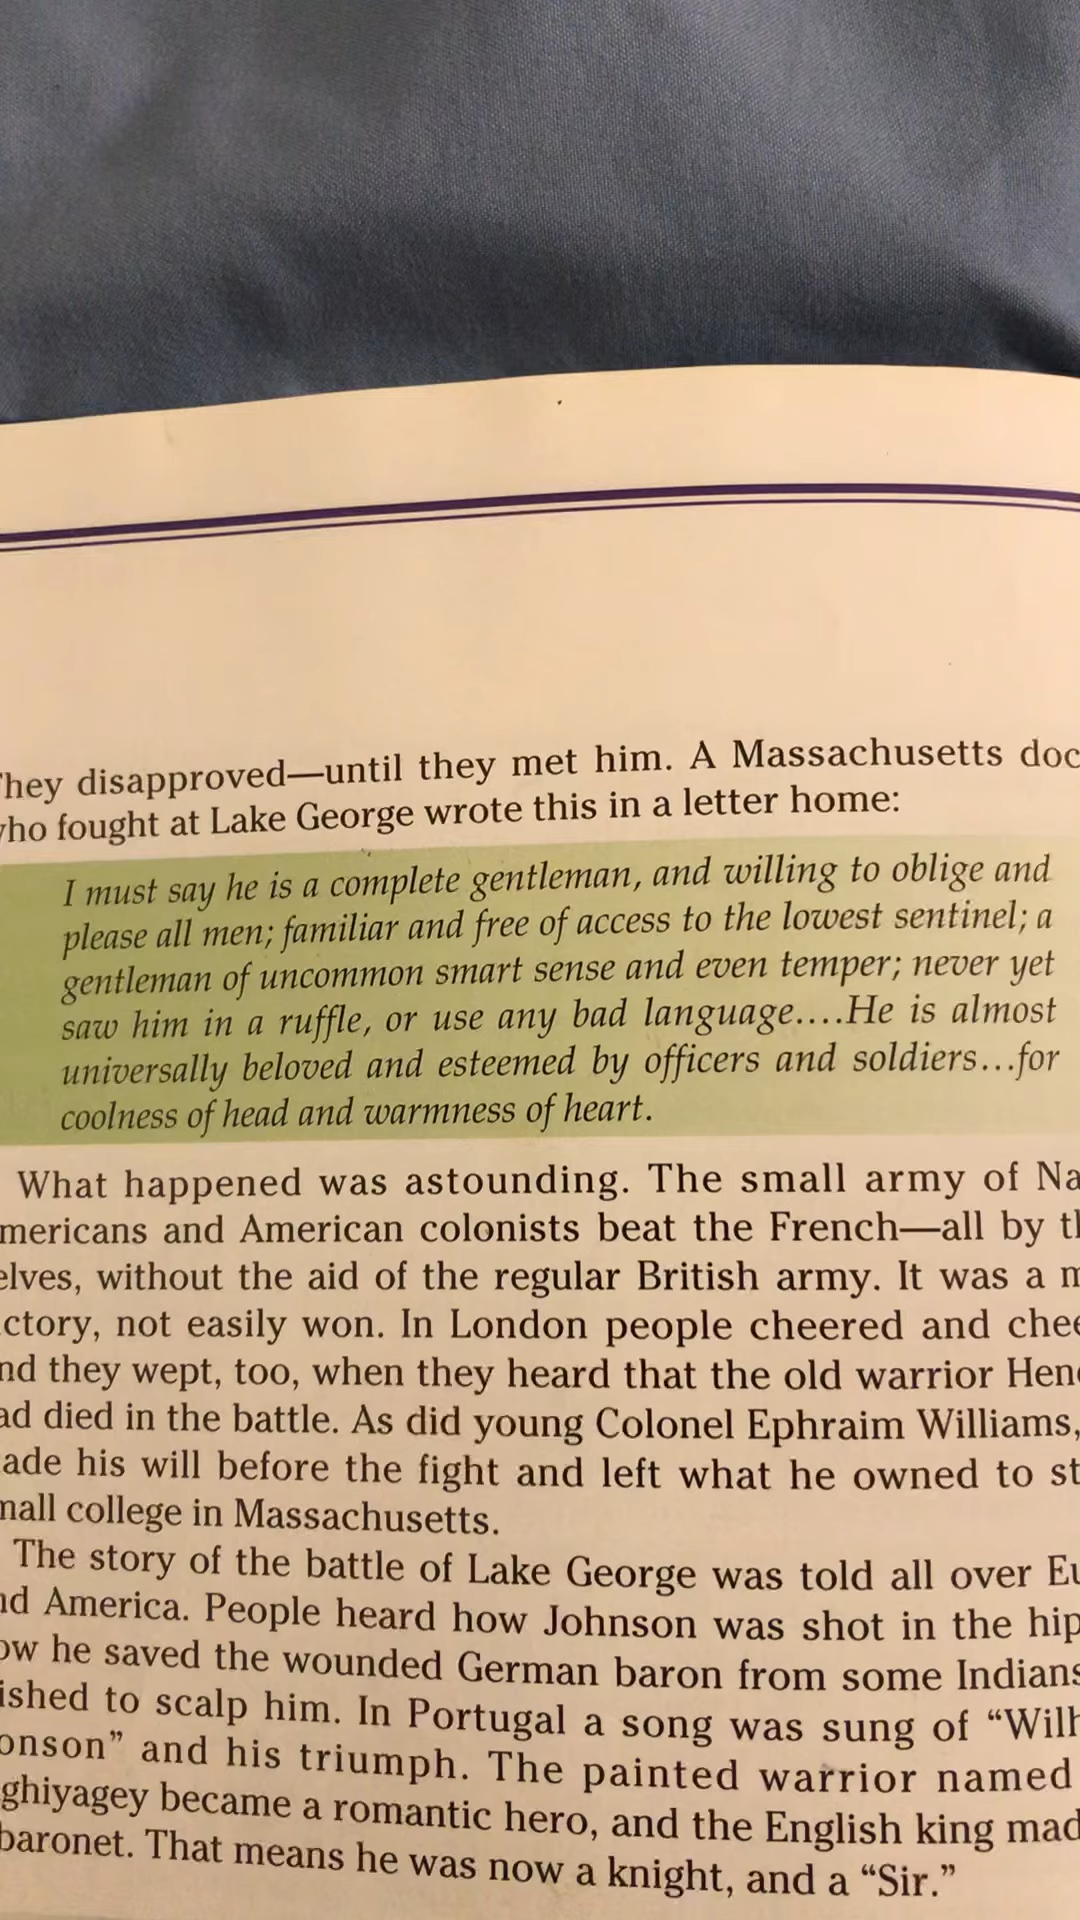 They disapproved—until they met him. A Massachusetts doc
who fought at Lake George wrote this in a letter home:
I must say he is a complete gentleman, and willing to oblige and
please all men; familiar and free of access to the lowest sentinel; a
gentleman of uncommon smart sense and even temper; never yet
saw him in a ruffle, or use any bad language....He is almost
universally beloved and esteemed by officers and soldiers...for
coolness of head and warmness of heart.
What happened was astounding. The small army of Na
mericans and American colonists beat the French—all by th
elves, without the aid of the regular British army. It was a m
ctory, not easily won. In London people cheered and chee
nd they wept, too, when they heard that the old warrior Hend
ad died in the battle. As did young Colonel Ephraim Williams,
ade his will before the fight and left what he owned to st
mall college in Massachusetts.
The story of the battle of Lake George was told all over Eu
nd America. People heard how Johnson was shot in the hip
ow he saved the wounded German baron from some Indians
ished to scalp him. In Portugal a song was sung of “Wilh
onson” and his triumph. The painted warrior named
ghiyagey became a romantic hero, and the English king mad
baronet. That means he was now a knight, and a “Sir.”